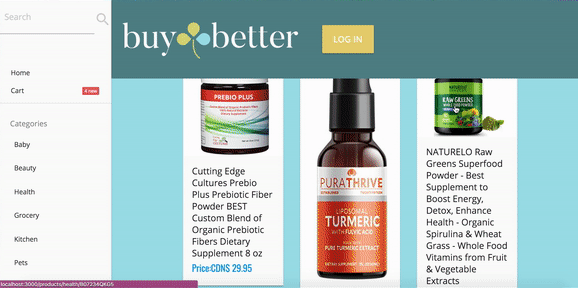 Search
buy better
LOG IN
Home
Cart
4 new
Categories
Baby
Beauty
Health
Grocery
Kitchen
Pets
PREBIO PLUS
Cutting Edge
Cultures Prebio
Plus Prebiotic Fiber
Powder BEST
Custom Blend of
Organic Prebiotic
Fibers Dietary
Supplement 8 oz
Price:CDN$ 29.95
PURATHRIVE
LIPOSOMAL
TURMERIC
WITH FULVIC ACID
PURE TURMERIC EXTRACT
RAW GREENS
NATURELO Raw
Greens Superfood
Powder - Best
Supplement to
Boost Energy,
Detox, Enhance
Health - Organic
Spirulina & Wheat
Grass - Whole Food
Vitamins from Fruit
& Vegetable
Extracts
localhost:3000/products/health/B07234QKG5